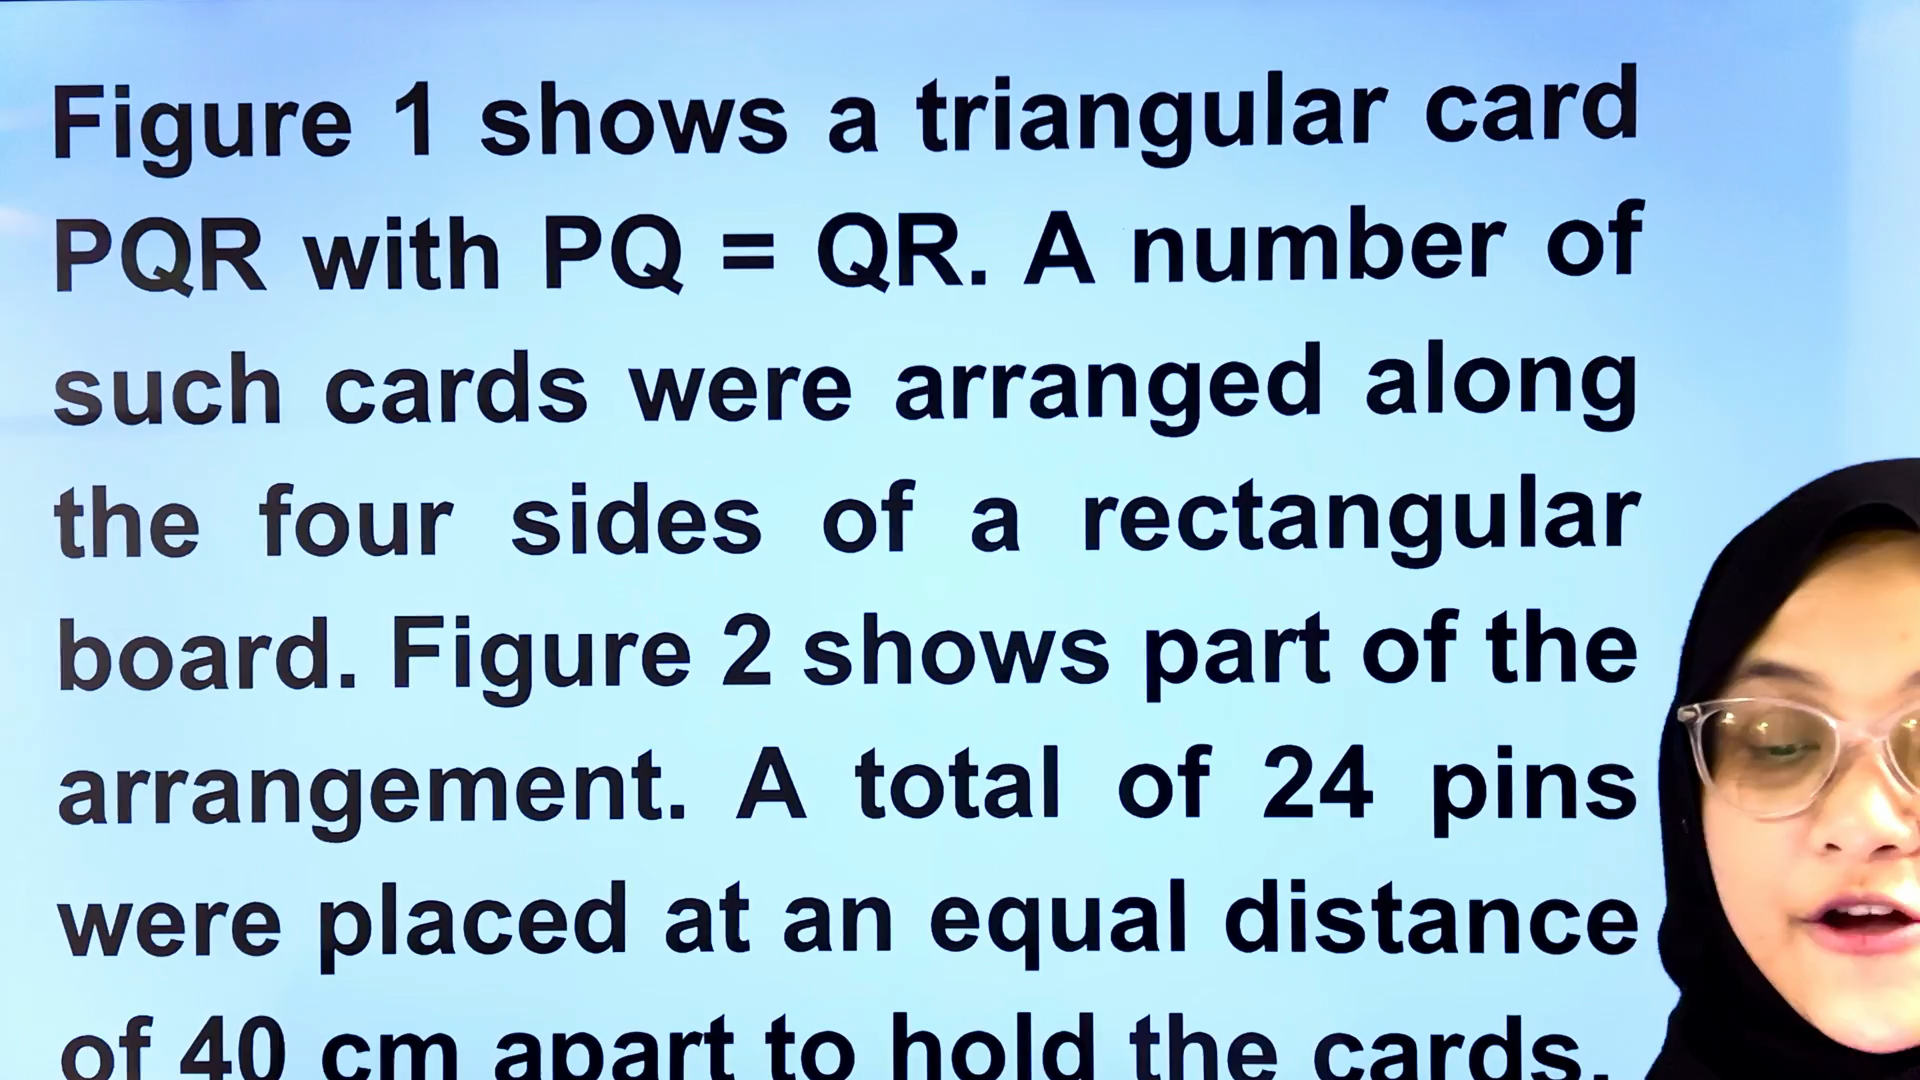 Figure 1 shows a triangular card
PQR with PQ = QR. A number of
such cards were arranged along
the four sides of a rectangular
board. Figure 2 shows part of the
arrangement. A total of 24 pins
were placed at an equal distance
of 40 cm apart to hold the cards.